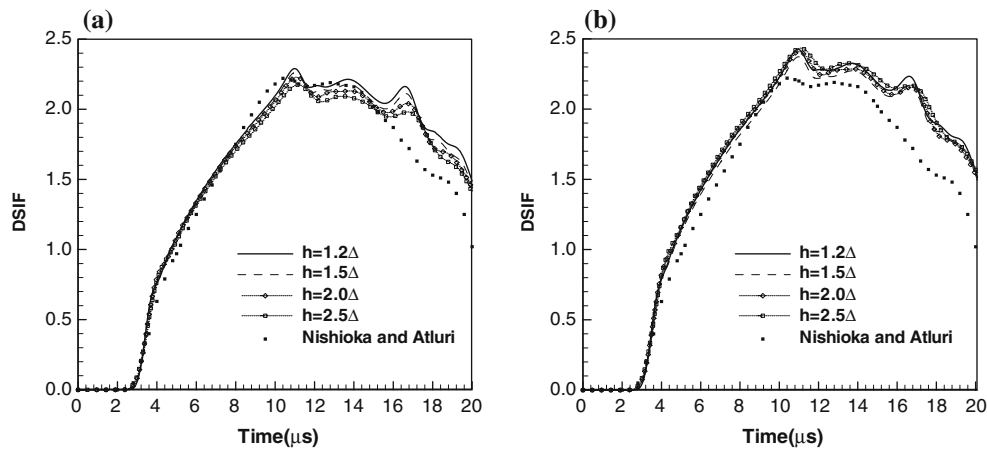 (a)
2.5
2.0
1.5
1.0
0.5
0.0
DSIF
h=1.2Δ
h=1.5Δ
h=2.0Δ
h=2.5Δ
Nishioka and Atluri
0 2 4 6 8 10 12 14 16 18 20
Time(μs)
(b)
2.5
2.0
1.5
1.0
0.5
0.0
DSIF
h=1.2Δ
h=1.5Δ
h=2.0Δ
h=2.5Δ
Nishioka and Atluri
0 2 4 6 8 10 12 14 16 18 20
Time(μs)